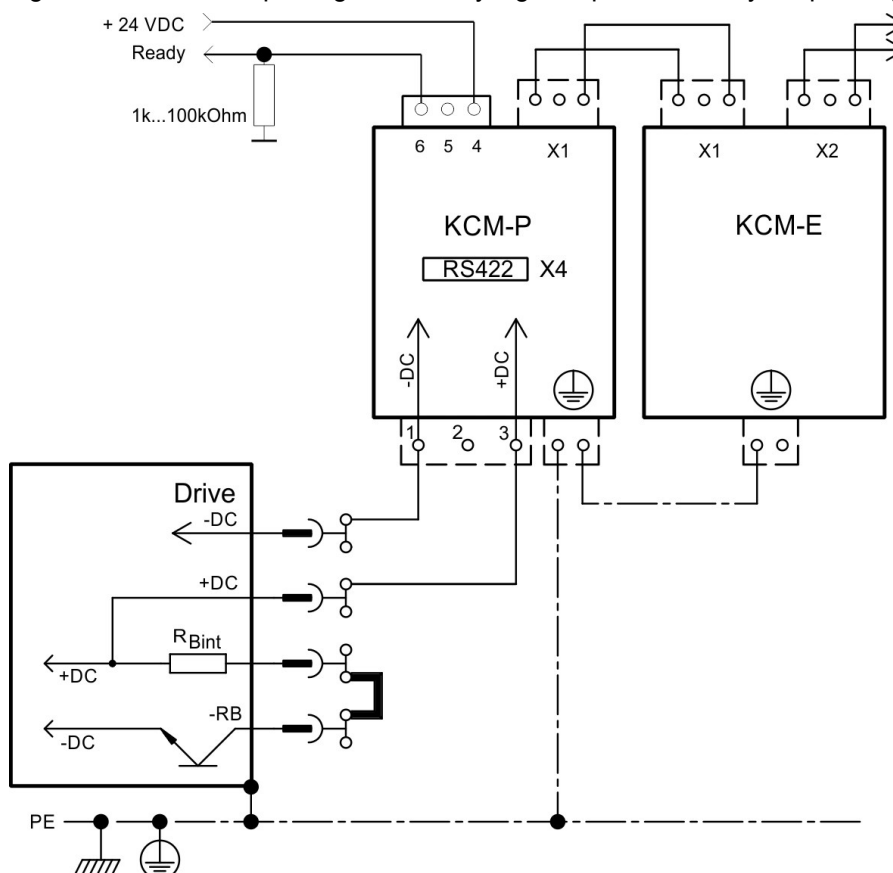 + 24 VDC
Ready
1k...100kOhm
6 5 4
X1
X1
X2
KCM-P
KCM-E
RS422
X4
-DC
+DC
1
2
3
Drive
-DC
+DC
RBint
+DC
-RB
-DC
PE